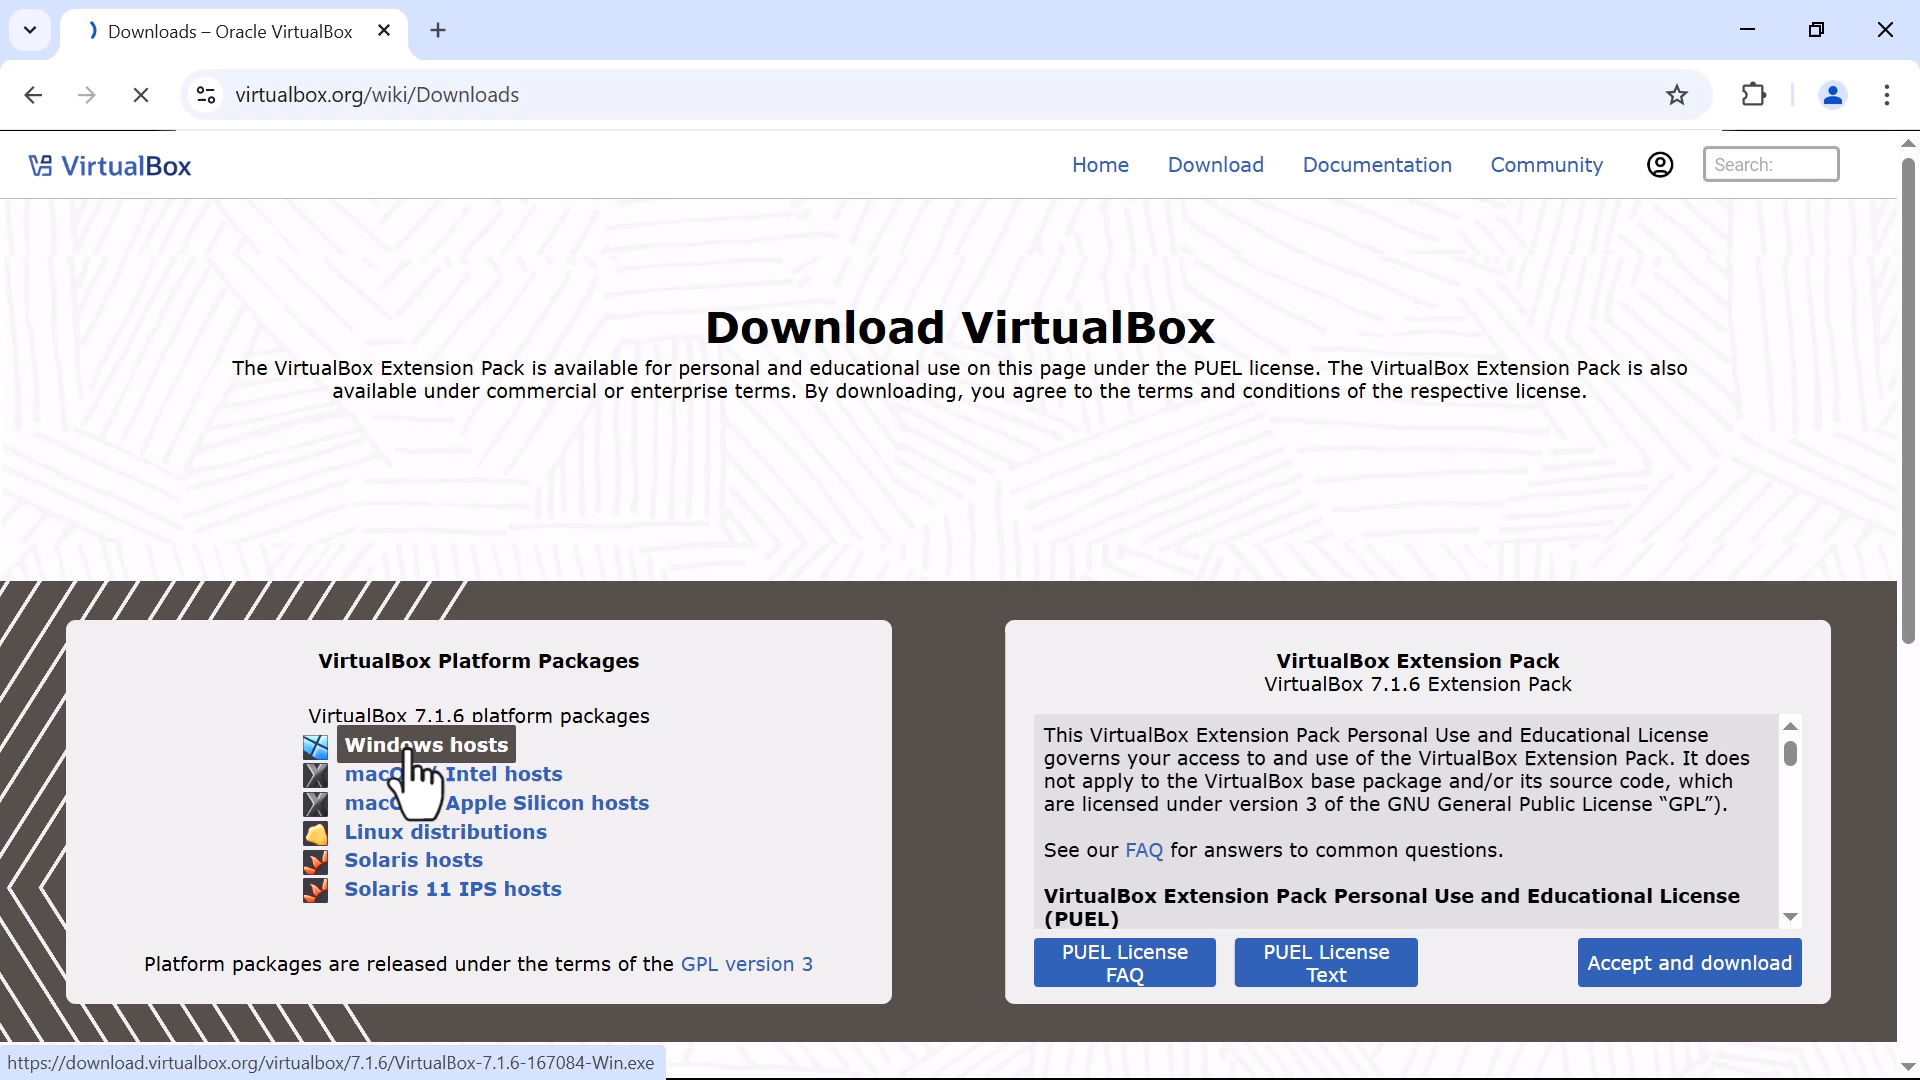 Downloads – Oracle VirtualBox
virtualbox.org/wiki/Downloads
VirtualBox
Home
Download
Documentation
Community
Search:
Download VirtualBox
The VirtualBox Extension Pack is available for personal and educational use on this page under the PUEL license. The VirtualBox Extension Pack is also
available under commercial or enterprise terms. By downloading, you agree to the terms and conditions of the respective license.
VirtualBox Platform Packages
VirtualBox 7.1.6 platform packages
Windows hosts
Intel hosts
Apple Silicon hosts
Linux distributions
Solaris hosts
Solaris 11 IPS hosts
Platform packages are released under the terms of the GPL version 3
VirtualBox Extension Pack
VirtualBox 7.1.6 Extension Pack
This VirtualBox Extension Pack Personal Use and Educational License
governs your access to and use of the VirtualBox Extension Pack. It does
not apply to the VirtualBox base package and/or its source code, which
are licensed under version 3 of the GNU General Public License “GPL”).
See our FAQ for answers to common questions.
VirtualBox Extension Pack Personal Use and Educational License
(PUEL)
PUEL License
FAQ
PUEL License
Text
Accept and download
https://download.virtualbox.org/virtualbox/7.1.6/VirtualBox-7.1.6-167084-Win.exe